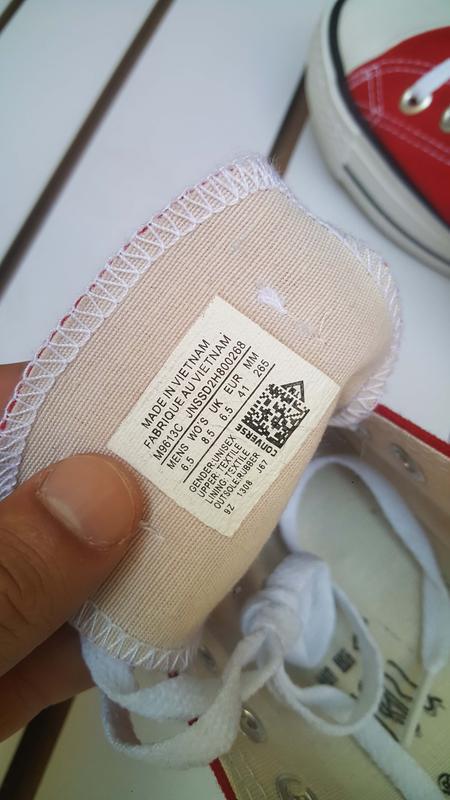 MADE IN VIETNAM
FABRIQUE AU VIETNAM
M9613C JNSSD2H800268
MENS WO'S UK EUR MM
6.5 8.5 6.5 41 265
GENDER:UNISEX
UPPER:TEXTILE
LINING:TEXTILE
OUTSOLE:RUBBER
92 1308 J67
CONVERSE